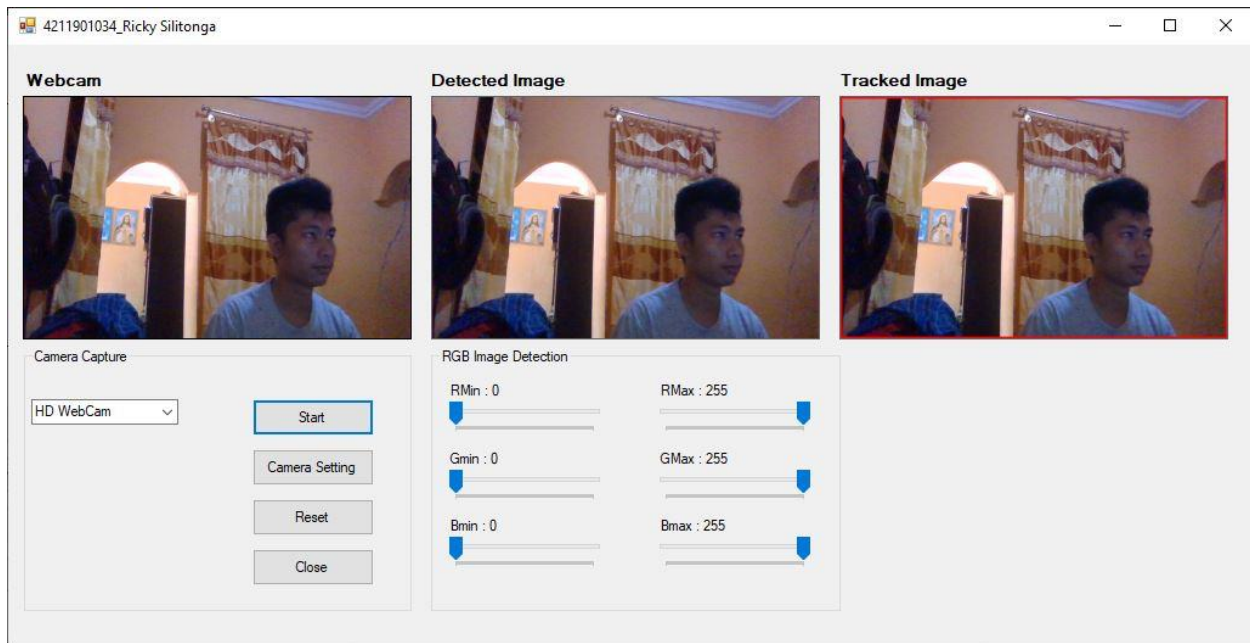 4211901034_Ricky Silitonga
Webcam
Detected Image
Tracked Image
Camera Capture
HD WebCam
Start
Camera Setting
Reset
Close
RGB Image Detection
RMin : 0
RMax : 255
Gmin : 0
GMax : 255
Bmin : 0
Bmax : 255